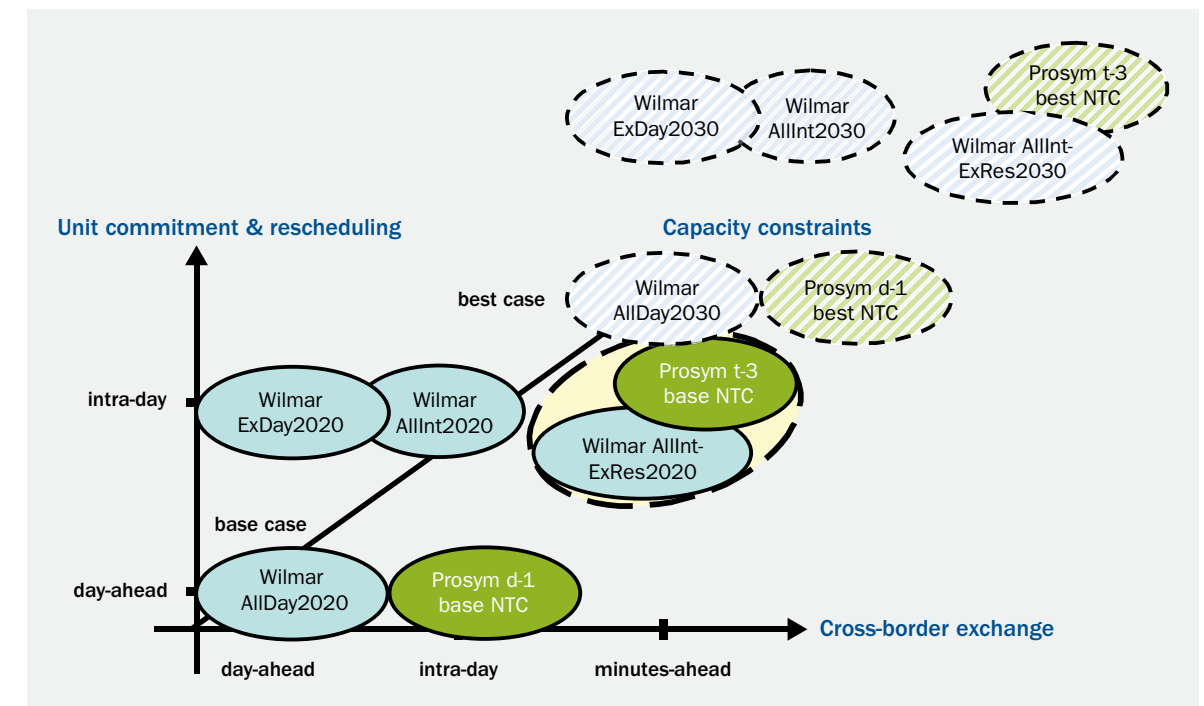 Prosym t-3
best NTC
Wilmar
ExDay2030
Wilmar
AllInt2030
Wilmar AllInt-
ExRes2030
Unit commitment & rescheduling
Capacity constraints
best case
Wilmar
AllDay2030
Prosym d-1
best NTC
intra-day
Wilmar
ExDay2020
Wilmar
AllInt2020
Prosym t-3
base NTC
Wilmar AllInt-
ExRes2020
base case
day-ahead
Wilmar
AllDay2020
Prosym d-1
base NTC
Cross-border exchange
day-ahead
intra-day
minutes-ahead